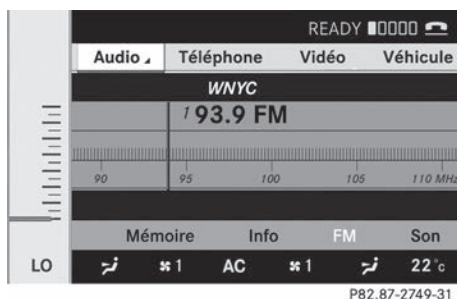 READY
Audio Téléphone Vidéo Véhicule
WNYC
1 93.9 FM
90 95 100 105 110 MHz
Mémoire Info FM Son
LO 1 AC 1 22°c
P82.87-2749-31